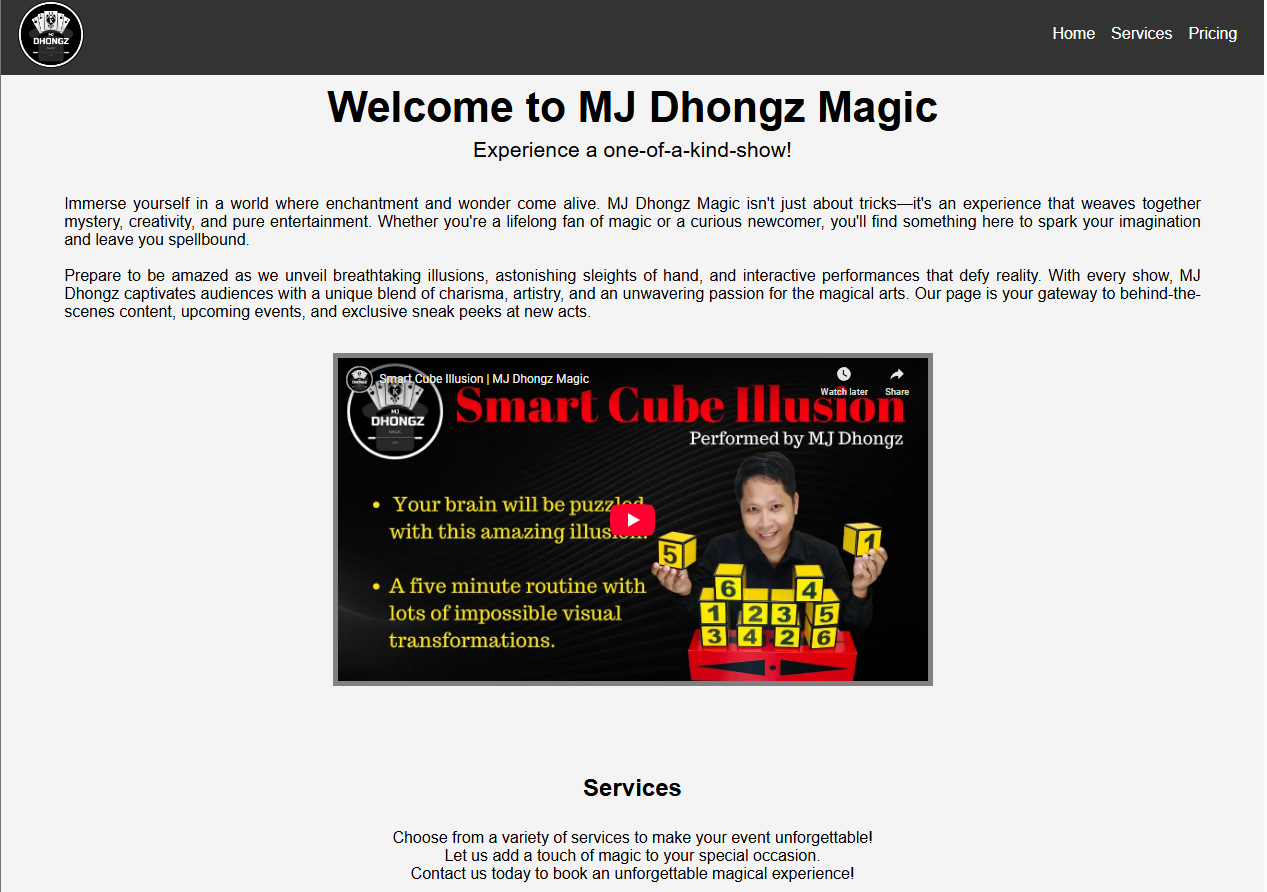 MJ
DHONGZ
Home Services Pricing
Welcome to MJ Dhongz Magic
Experience a one-of-a-kind-show!
Immerse yourself in a world where enchantment and wonder come alive. MJ Dhongz Magic isn't just about tricks—it's an experience that weaves together
mystery, creativity, and pure entertainment. Whether you're a lifelong fan of magic or a curious newcomer, you'll find something here to spark your imagination
and leave you spellbound.
Prepare to be amazed as we unveil breathtaking illusions, astonishing sleights of hand, and interactive performances that defy reality. With every show, MJ
Dhongz captivates audiences with a unique blend of charisma, artistry, and an unwavering passion for the magical arts. Our page is your gateway to behind-the-
scenes content, upcoming events, and exclusive sneak peeks at new acts.
Smart Cube Illusion | MJ Dhongz Magic
Watch later Share
K
MJ
DHONGZ
MAGIC
Smart Cube Illusion
Performed by MJ Dhongz
• Your brain will be puzzled
with this amazing illusion.
• A five minute routine with
lots of impossible visual
transformations.
5 1
6 4
1 2 3 5
3 4 2 6
Services
Choose from a variety of services to make your event unforgettable!
Let us add a touch of magic to your special occasion.
Contact us today to book an unforgettable magical experience!